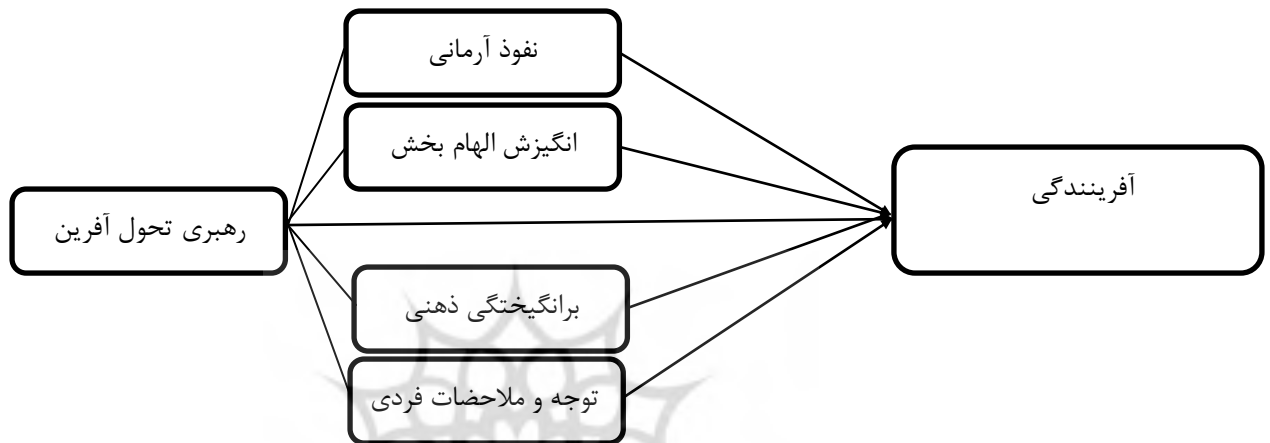 نفوذ آرمانی
انگیزش الهام بخش
آفرینندگی
رهبری تحول آفرین
برانگیختگی ذهنی
توجه و ملاحضات فردی